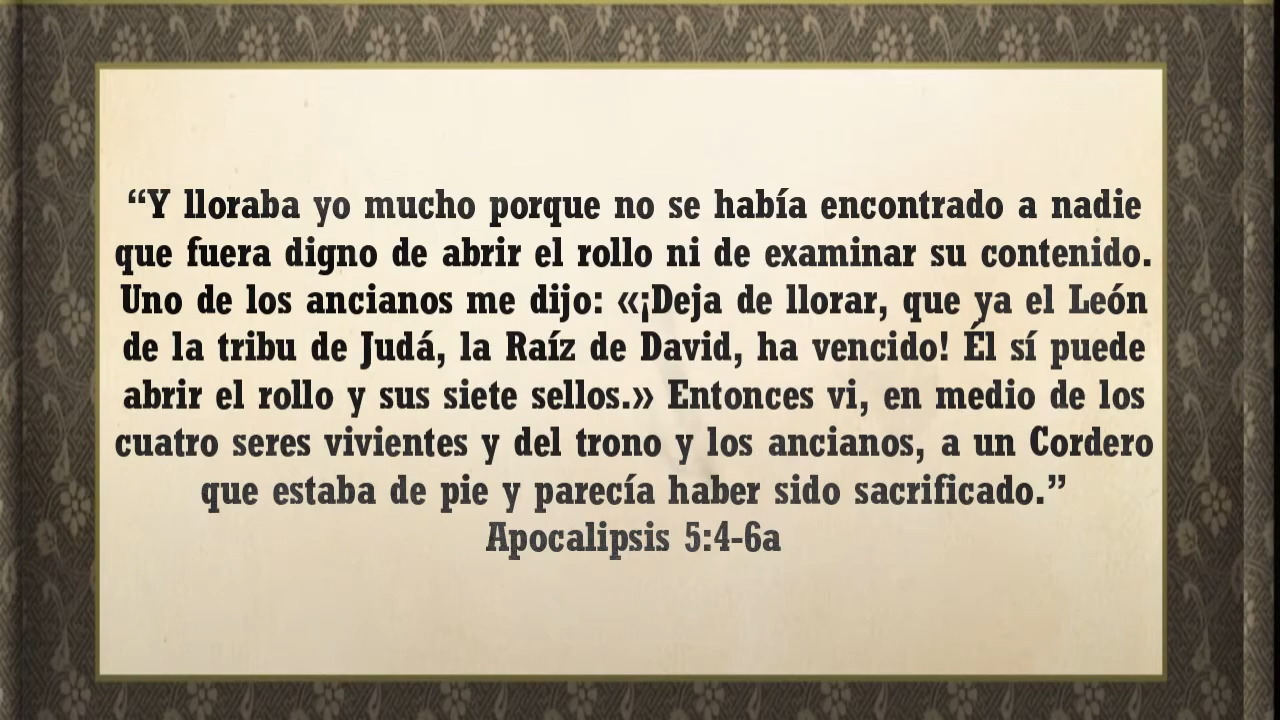 “Y lloraba yo mucho porque no se había encontrado a nadie
que fuera digno de abrir el rollo ni de examinar su contenido.
Uno de los ancianos me dijo: «¡Deja de llorar, que ya el León
de la tribu de Judá, la Raíz de David, ha vencido! Él sí puede
abrir el rollo y sus siete sellos.» Entonces vi, en medio de los
cuatro seres vivientes y del trono y los ancianos, a un Cordero
que estaba de pie y parecía haber sido sacrificado.”
Apocalipsis 5:4-6a